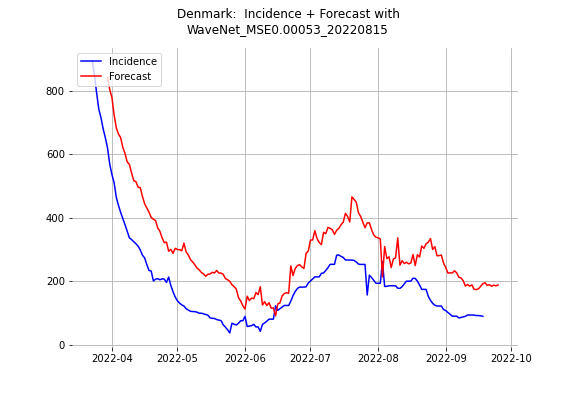 Denmark:  Incidence + Forecast with
WaveNet_MSE0.00053_20220815
Incidence
Forecast
800
600
400
200
0
2022-04 2022-05 2022-06 2022-07 2022-08 2022-09 2022-10